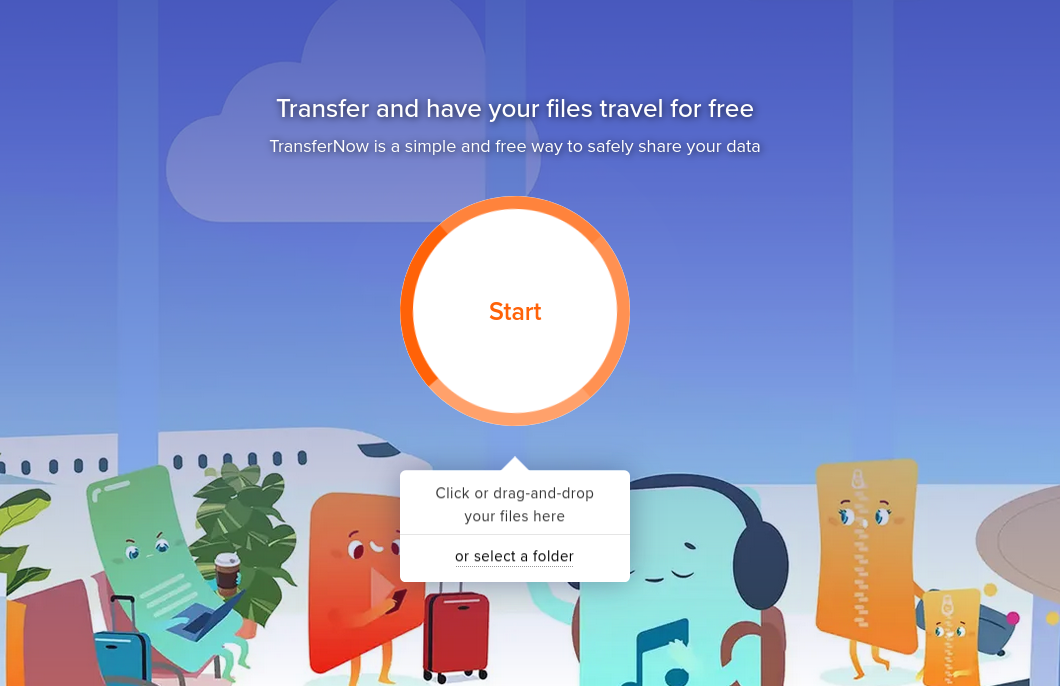 Transfer and have your files travel for free
TransferNow is a simple and free way to safely share your data
Start
Click or drag-and-drop
your files here
or select a folder